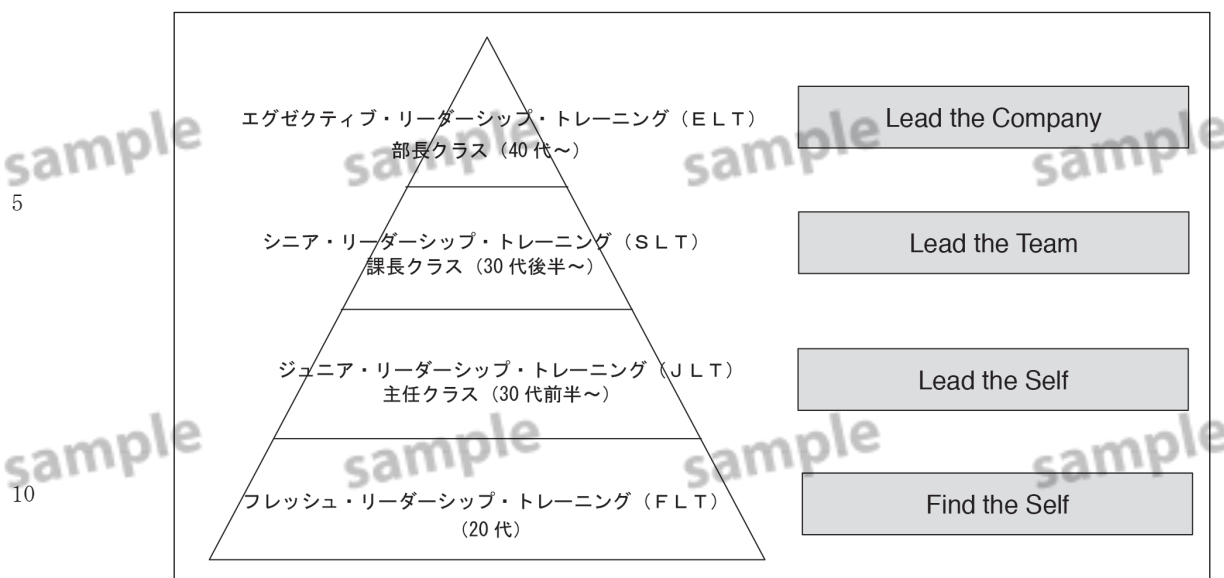 エグゼクティブ・リーダーシップ・トレーニング(ELT)
部長クラス(40代～)
Lead the Company
sample sample sample sample
5
シニア・リーダーシップ・トレーニング(SLT)
課長クラス(30代後半～)
Lead the Team
ジュニア・リーダーシップ・トレーニング(JLT)
主任クラス(30代前半～)
Lead the Self
sample sample sample sample
10
フレッシュ・リーダーシップ・トレーニング(FLT)
(20代)
Find the Self